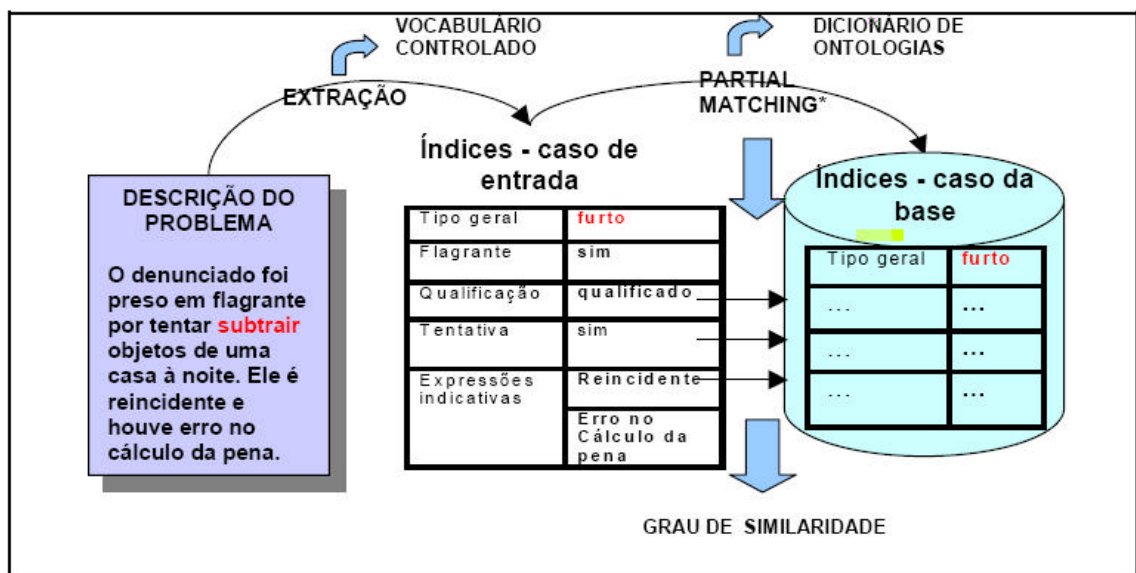 VOCABULÁRIO
CONTROLADO
DICIONÁRIO DE
ONTOLOGIAS
EXTRAÇÃO
PARTIAL
MATCHING*
DESCRIÇÃO DO
PROBLEMA
O denunciado foi
preso em flagrante
por tentar subtrair
objetos de uma
casa à noite. Ele é
reincidente e
houve erro no
cálculo da pena.
Índices - caso de
entrada
Tipo geral furto
Flagrante sim
Qualificação qualificado
Tentativa sim
Expressões
indicativas
Reincidente
Erro no
Cálculo da
pena
Índices - caso da
base
Tipo geral furto
... ...
... ...
... ...
GRAU DE SIMILARIDADE